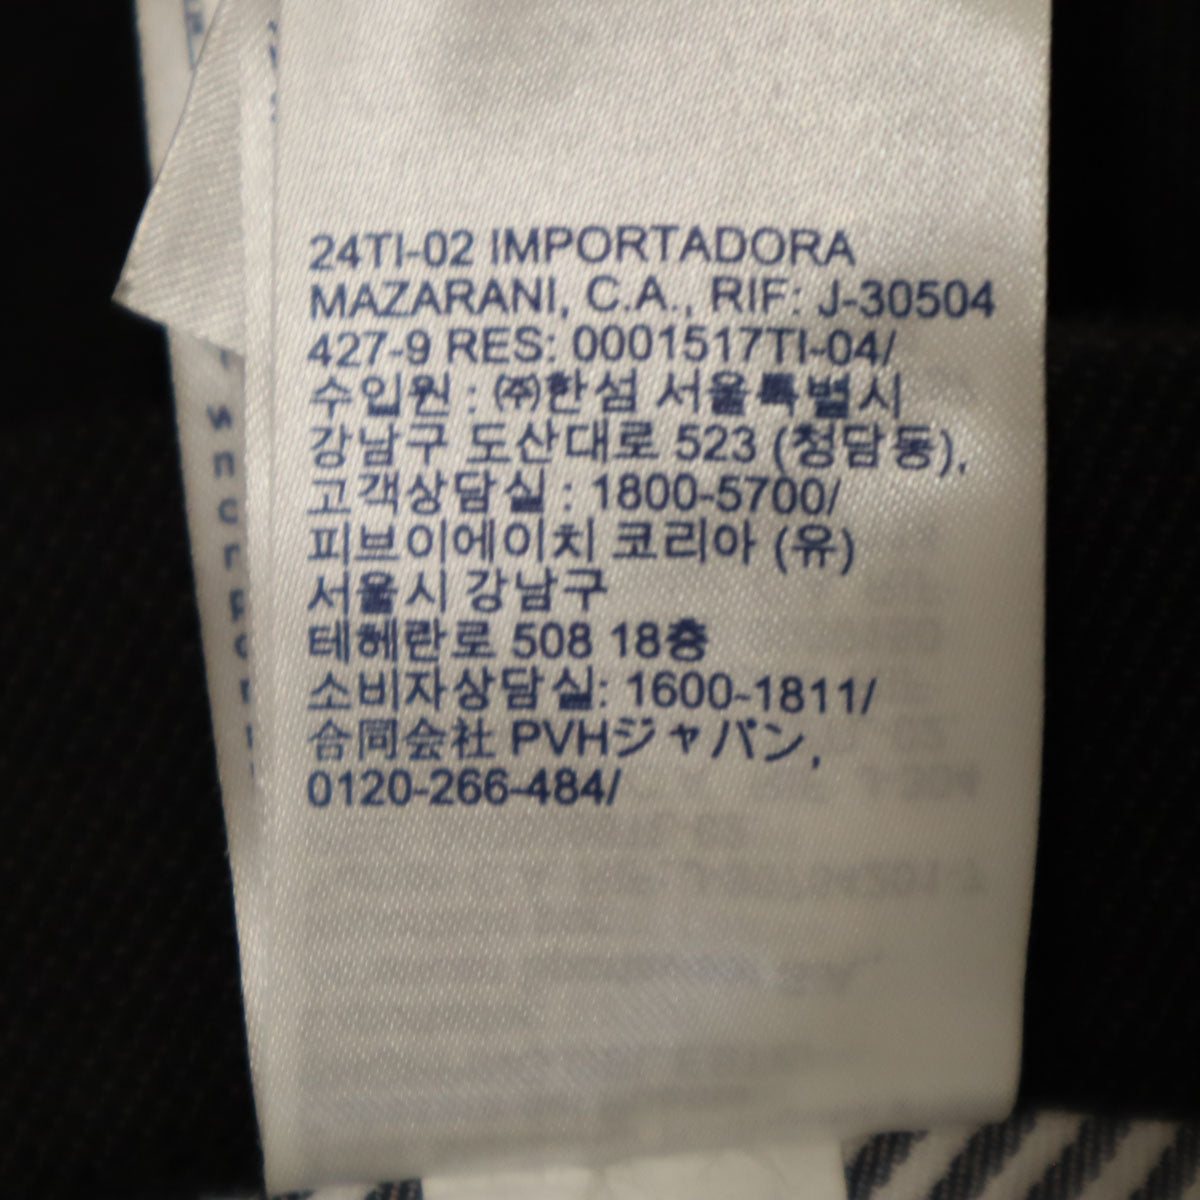 24TI-02 IMPORTADORA
MAZARANI, C.A., RIF: J-30504
427-9 RES: 0001517TI-04/
수입원 : ㈜한섬 서울특별시
강남구 도산대로 523 (청담동),
고객상담실 : 1800-5700/
피브이에이치 코리아 (유)
서울시 강남구
테헤란로 508 18층
소비자상담실: 1600-1811/
合同会社 PVHジャパン,
0120-266-484/